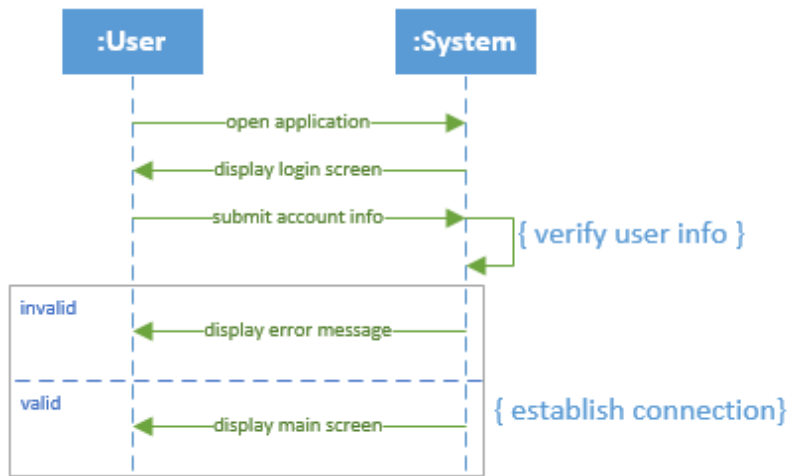 :User
:System
open application
display login screen
submit account info
{ verify user info }
invalid
display error message
valid
{ establish connection}
display main screen